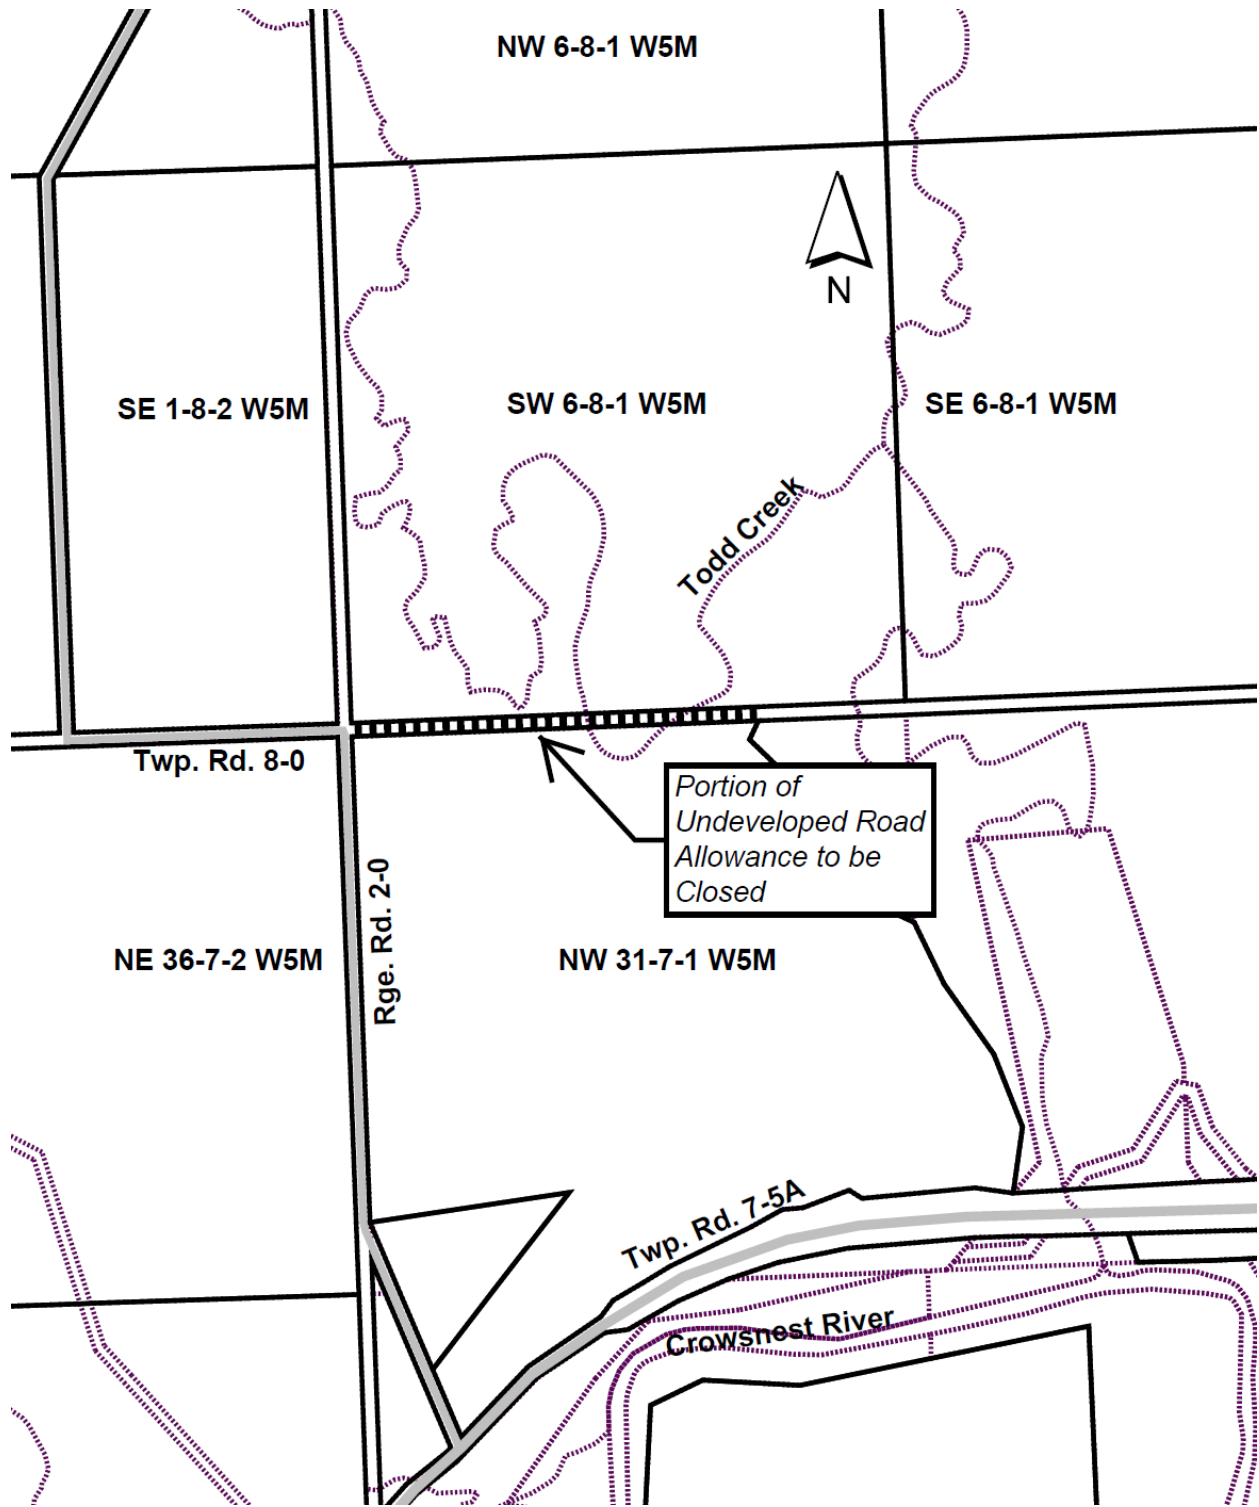 NW 6-8-1 W5M
N
SE 1-8-2 W5M
SW 6-8-1 W5M
SE 6-8-1 W5M
Todd Creek
Twp. Rd. 8-0
Portion of
Undeveloped Road
Allowance to be
Closed
Rge. Rd. 2-0
NE 36-7-2 W5M
NW 31-7-1 W5M
Twp. Rd. 7-5A
Crowsnest River